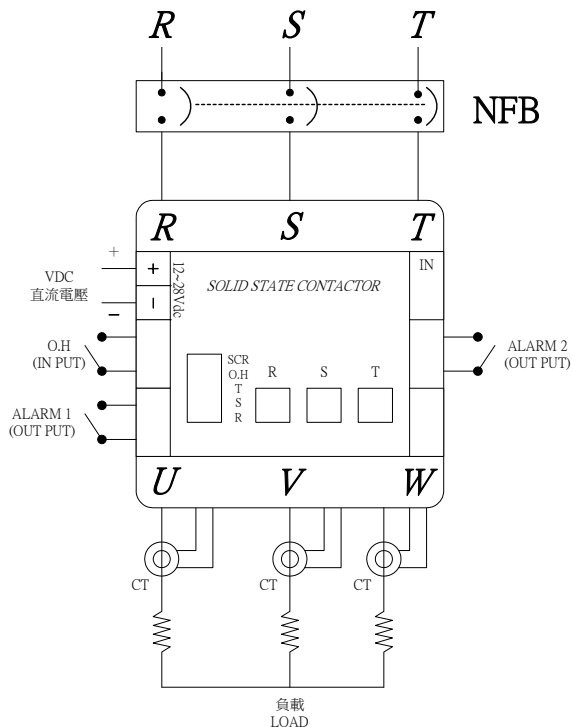 R S T
NFB
R S T
+
VDC
直流電壓
−
+
−
12~28Vdc
SOLID STATE CONTACTOR
IN
O.H
(IN PUT)
SCR
O.H
T
S
R
R S T
ALARM 2
(OUT PUT)
ALARM 1
(OUT PUT)
U V W
CT CT CT
負載
LOAD